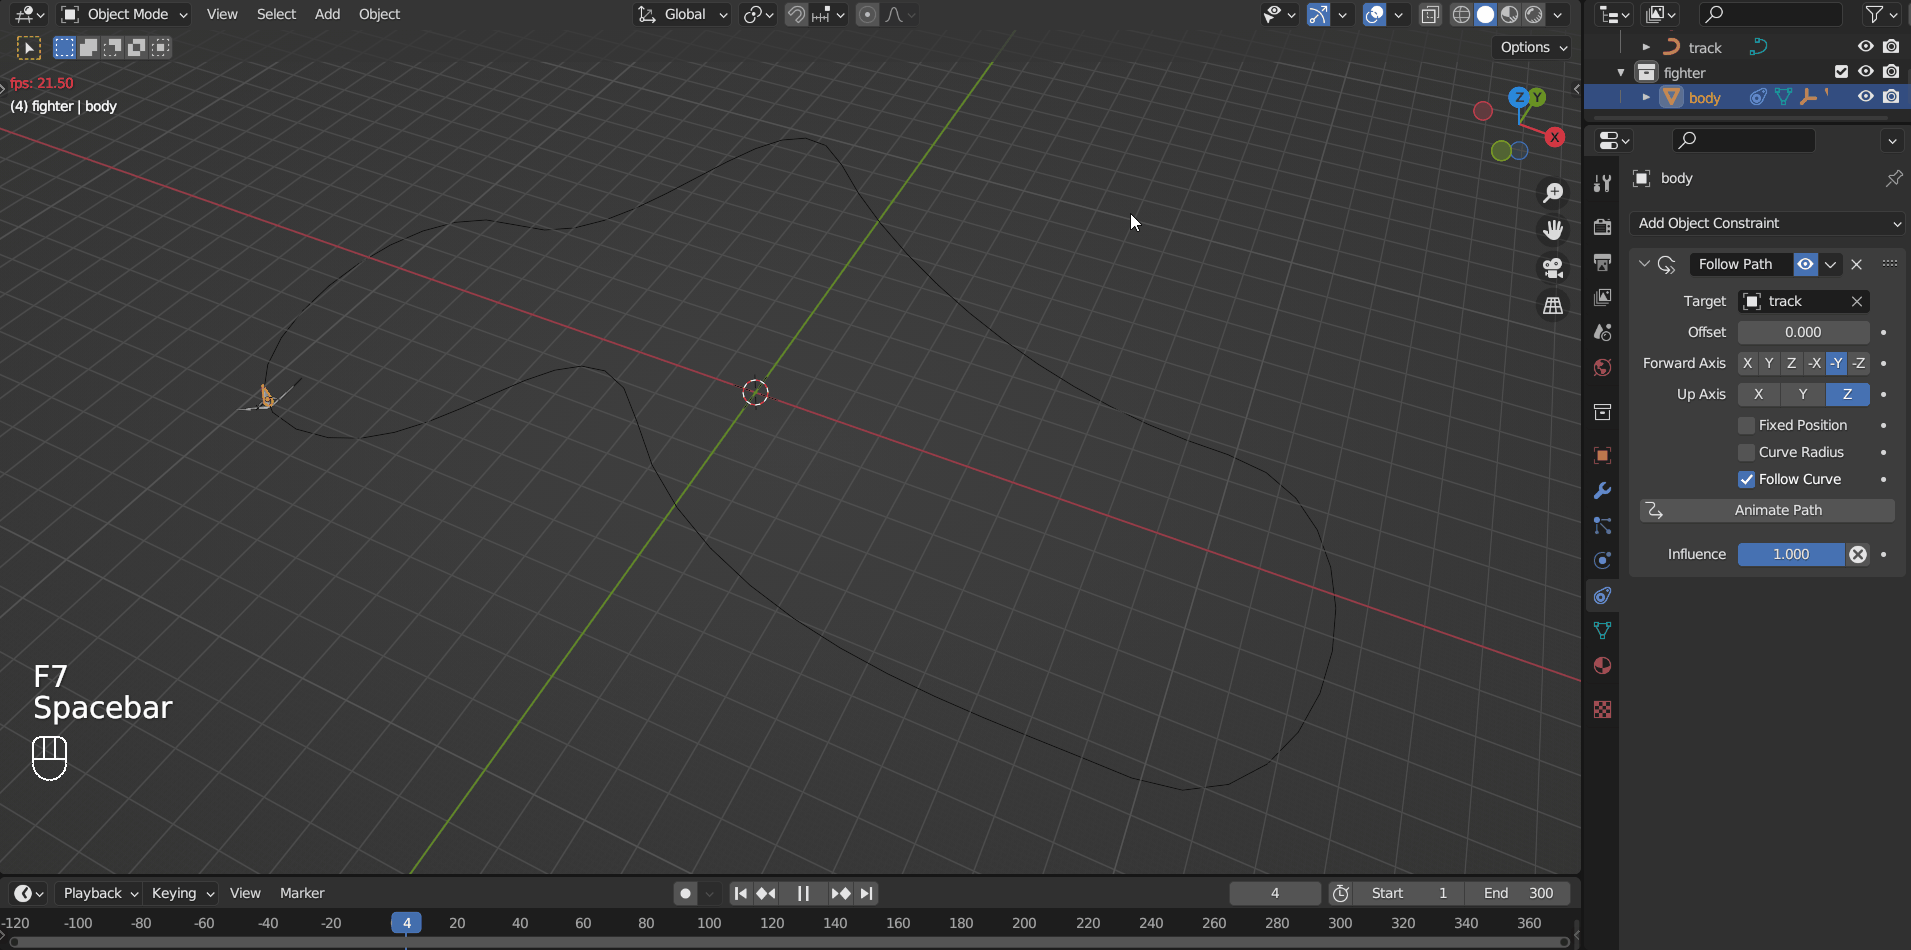 Object Mode View Select Add Object Global
Options
fps: 21.50
(4) fighter | body
Z Y
X
track
fighter
body
body
Add Object Constraint
Follow Path
Target track
Offset 0.000
Forward Axis X Y Z -X -Y -Z
Up Axis X Y Z
Fixed Position
Curve Radius
Follow Curve
Animate Path
Influence 1.000
F7
Spacebar
Playback Keying View Marker 4 Start 1 End 300
-120 -100 -80 -60 -40 -20 4 20 40 60 80 100 120 140 160 180 200 220 240 260 280 300 320 340 360